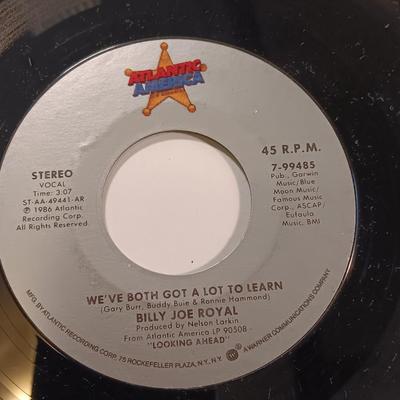 ATLANTIC
AMERICA
STEREO
VOCAL
Time: 3:07
ST-AA-49441-AR
℗ 1986 Atlantic
Recording Corp.
All Rights Reserved
45 R.P.M.
7-99485
Pub., Garwin
Music/Blue
Moon Music/
Famous Music
Corp., ASCAP/
Eufaula
Music, BMI
WE'VE BOTH GOT A LOT TO LEARN
(Gary Burr, Buddy Buie & Ronnie Hammond)
BILLY JOE ROYAL
Produced by Nelson Larkin
From Atlantic America LP 90508
"LOOKING AHEAD"
MFG. BY ATLANTIC RECORDING CORP., 75 ROCKEFELLER PLAZA, N.Y., N.Y. A WARNER COMMUNICATIONS COMPANY